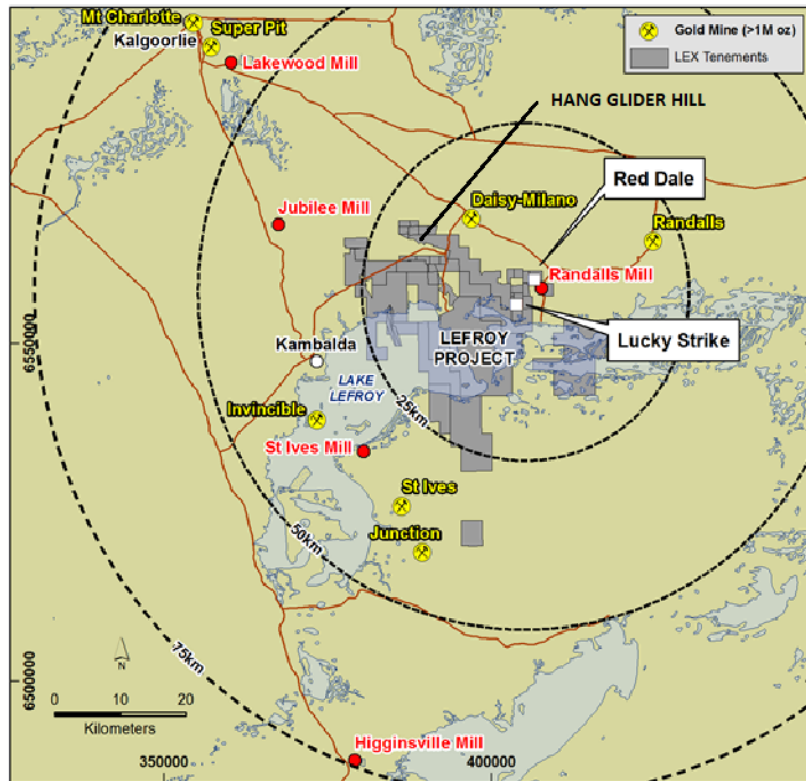 Mt Charlotte
Super Pit
Kalgoorlie
Lakewood Mill
Gold Mine (>1M oz)
LEX Tenements
HANG GLIDER HILL
Red Dale
Jubilee Mill
Daisy-Milano
Randalls
Randalls Mill
6550000
Kambalda
LEFROY
PROJECT
Lucky Strike
LAKE
LEFROY
25km
Invincible
St Ives Mill
St Ives
50km
Junction
75km
N
6500000
0 10 20
Kilometers
Higginsville Mill
350000
400000